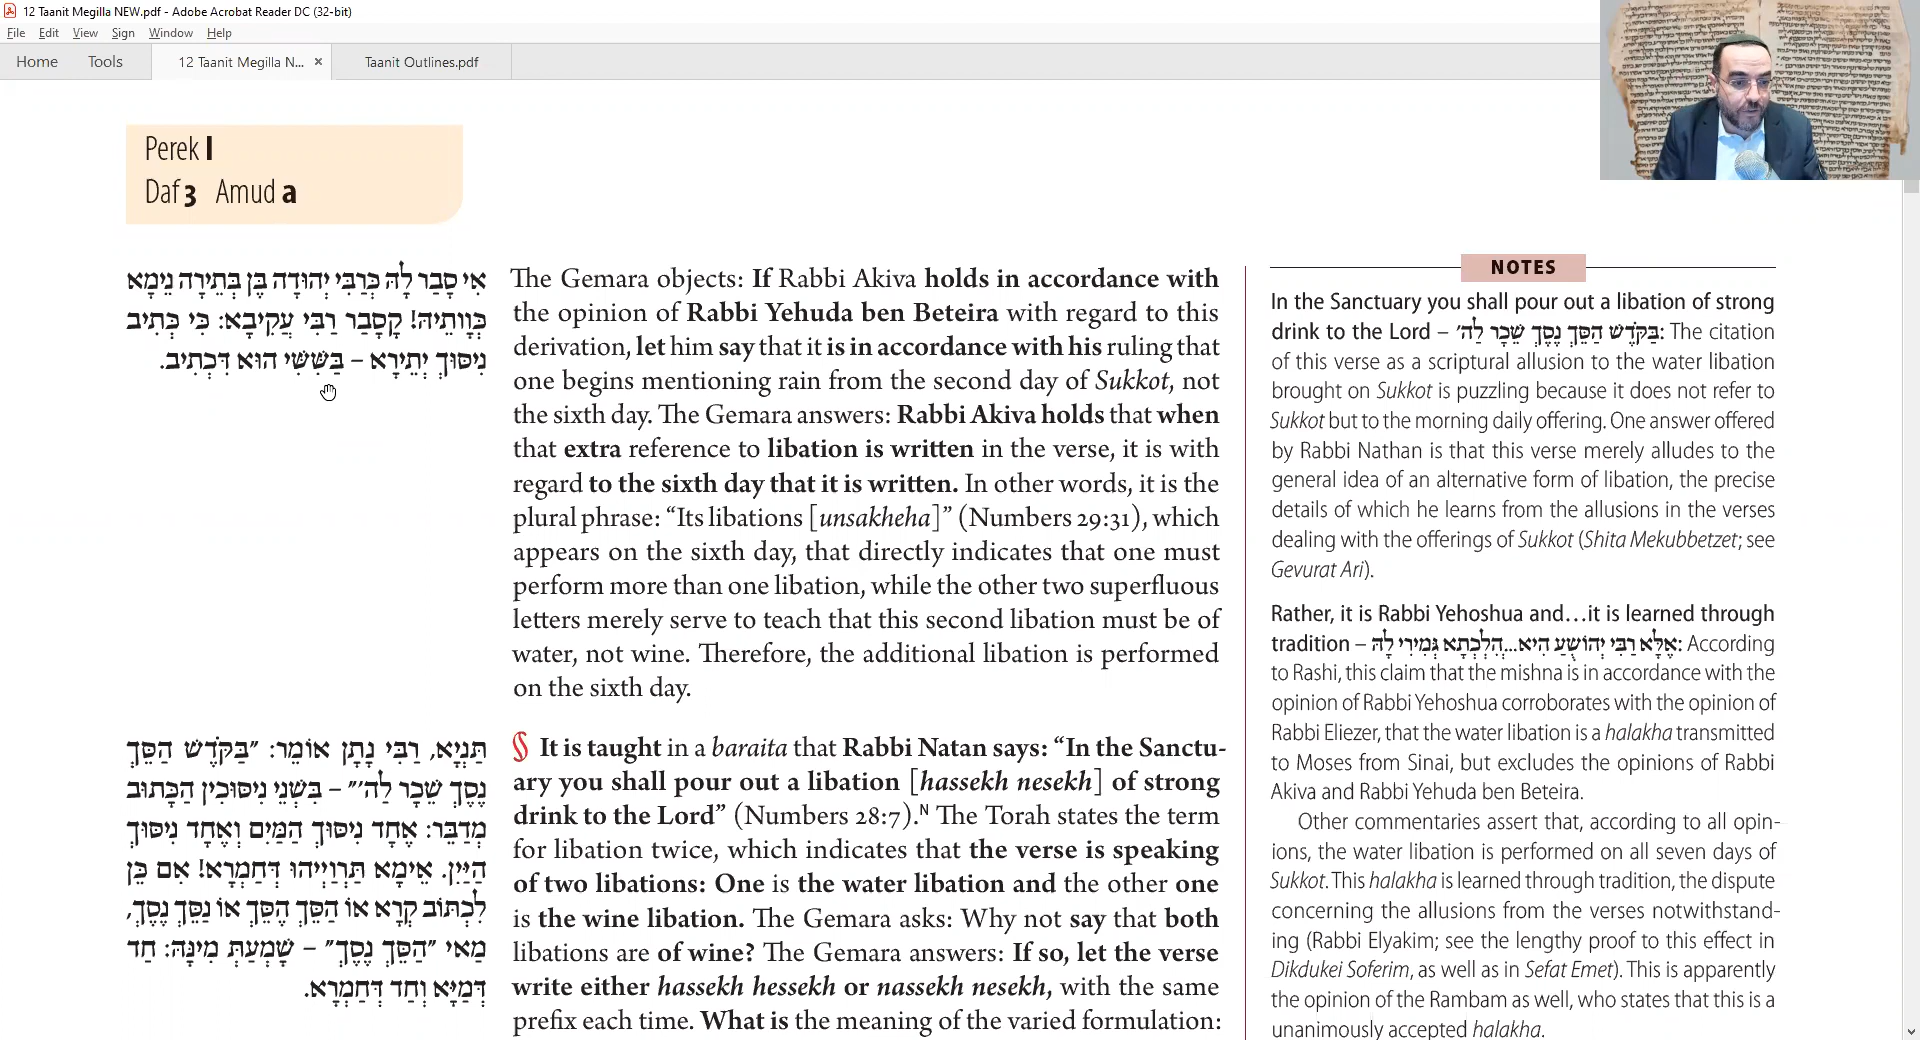 12 Taanit Megilla NEW.pdf - Adobe Acrobat Reader DC (32-bit)
File Edit View Sign Window Help
Home Tools 12 Taanit Megilla N... × Taanit Outlines.pdf
Perek I
Daf 3 Amud a
אִי סָבַר לָהּ כְּרַבִּי יְהוּדָה בֶּן בְּתֵירָה נֵימָא
כְּוָותֵיהּ! קָסָבַר רַבִּי עֲקִיבָא: כִּי כְּתִיב
נִיסּוּךְ יְתֵירָא – בַּשִּׁשִּׁי הוּא דִּכְתִיב.
The Gemara objects: If Rabbi Akiva holds in accordance with
the opinion of Rabbi Yehuda ben Beteira with regard to this
derivation, let him say that it is in accordance with his ruling that
one begins mentioning rain from the second day of Sukkot, not
the sixth day. The Gemara answers: Rabbi Akiva holds that when
that extra reference to libation is written in the verse, it is with
regard to the sixth day that it is written. In other words, it is the
plural phrase: “Its libations [unsakheha]” (Numbers 29:31), which
appears on the sixth day, that directly indicates that one must
perform more than one libation, while the other two superfluous
letters merely serve to teach that this second libation must be of
water, not wine. Therefore, the additional libation is performed
on the sixth day.
תַּנְיָא, רַבִּי נָתָן אוֹמֵר: ״בַּקֹּדֶשׁ הַסֵּךְ
נֶסֶךְ שֵׁכָר לַה׳״ – בִּשְׁנֵי נִיסּוּכִין הַכָּתוּב
מְדַבֵּר: אֶחָד נִיסּוּךְ הַמַּיִם וְאֶחָד נִיסּוּךְ
הַיַּיִן. אֵימָא תַּרְוַיְיהוּ דְּחַמְרָא! אִם כֵּן
לִכְתּוֹב קְרָא אוֹ הַסֵּךְ הֶסֵּךְ אוֹ נַסֵּךְ נֶסֶךְ,
מַאי ״הַסֵּךְ נֶסֶךְ״ – שָׁמְעַתְּ מִינָּהּ: חַד
דְּמַיָּא וְחַד דְּחַמְרָא.
It is taught in a baraita that Rabbi Natan says: “In the Sanctu-
ary you shall pour out a libation [hassekh nesekh] of strong
drink to the Lord” (Numbers 28:7).N The Torah states the term
for libation twice, which indicates that the verse is speaking
of two libations: One is the water libation and the other one
is the wine libation. The Gemara asks: Why not say that both
libations are of wine? The Gemara answers: If so, let the verse
write either hassekh hessekh or nassekh nesekh, with the same
prefix each time. What is the meaning of the varied formulation:
NOTES
In the Sanctuary you shall pour out a libation of strong
drink to the Lord – בַּקֹּדֶשׁ הַסֵּךְ נֶסֶךְ שֵׁכָר לַה׳: The citation
of this verse as a scriptural allusion to the water libation
brought on Sukkot is puzzling because it does not refer to
Sukkot but to the morning daily offering. One answer offered
by Rabbi Nathan is that this verse merely alludes to the
general idea of an alternative form of libation, the precise
details of which he learns from the allusions in the verses
dealing with the offerings of Sukkot (Shita Mekubbetzet; see
Gevurat Ari).
Rather, it is Rabbi Yehoshua and…it is learned through
tradition – אֶלָּא רַבִּי יְהוֹשֻׁעַ הִיא...הִלְכְתָא גְּמִירִי לָהּ: According
to Rashi, this claim that the mishna is in accordance with the
opinion of Rabbi Yehoshua corroborates with the opinion of
Rabbi Eliezer, that the water libation is a halakha transmitted
to Moses from Sinai, but excludes the opinions of Rabbi
Akiva and Rabbi Yehuda ben Beteira.
Other commentaries assert that, according to all opin-
ions, the water libation is performed on all seven days of
Sukkot. This halakha is learned through tradition, the dispute
concerning the allusions from the verses notwithstand-
ing (Rabbi Elyakim; see the lengthy proof to this effect in
Dikdukei Soferim, as well as in Sefat Emet). This is apparently
the opinion of the Rambam as well, who states that this is a
unanimously accepted halakha.